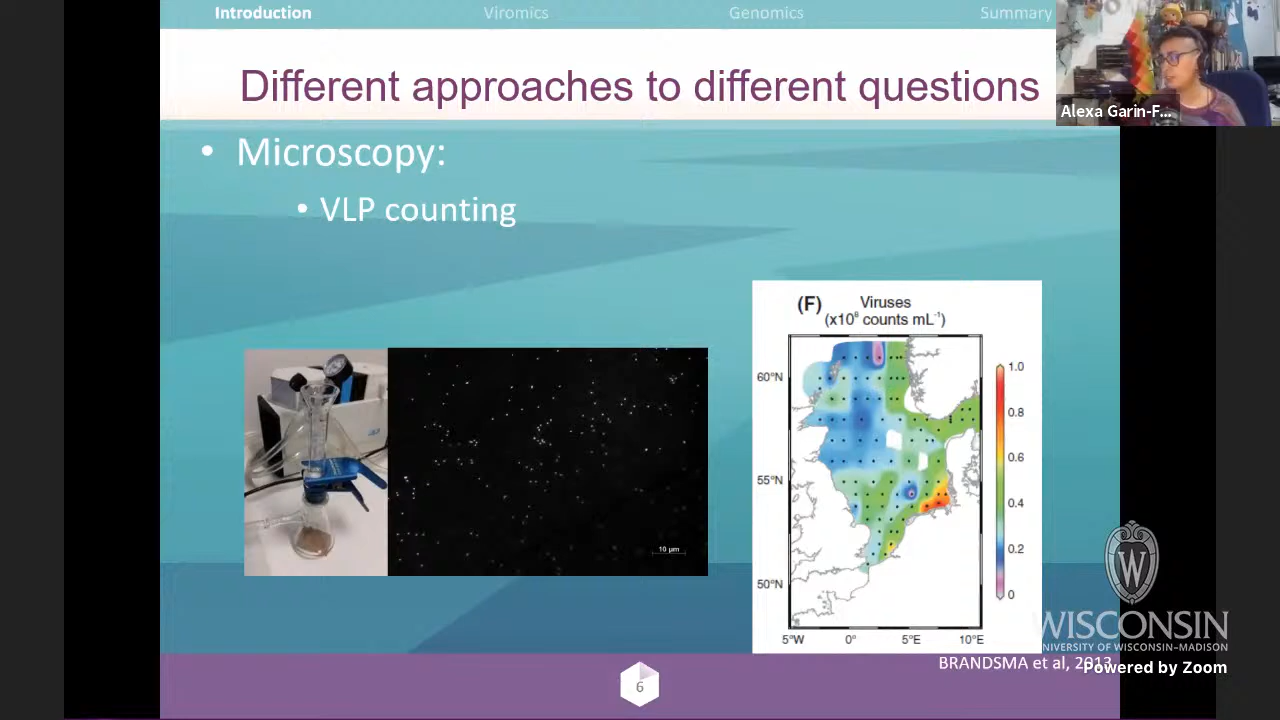 Introduction
Viromics
Genomics
Summary
Different approaches to different questions
Alexa Garin-F...
• Microscopy:
• VLP counting
(F) Viruses
(x10⁸ counts mL⁻¹)
60°N
55°N
50°N
5°W 0° 5°E 10°E
1.0
0.8
0.6
0.4
0.2
0
10 µm
W
WISCONSIN
UNIVERSITY OF WISCONSIN–MADISON
BRANDSMA et al, 2013
Powered by Zoom
6